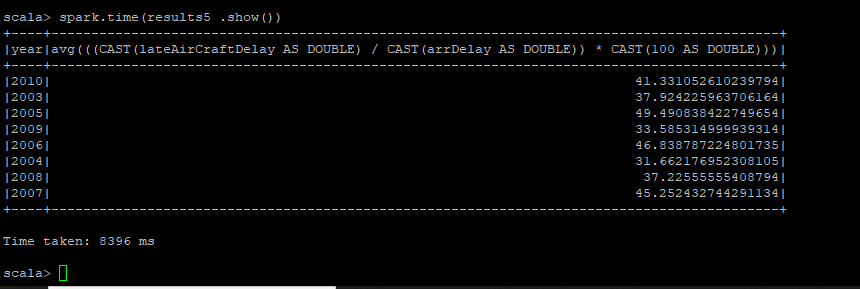 scala> spark.time(results5 .show())
+----+------------------------------------------------------------------------------------------+
|year|avg(((CAST(lateAirCraftDelay AS DOUBLE) / CAST(arrDelay AS DOUBLE)) * CAST(100 AS DOUBLE)))|
+----+------------------------------------------------------------------------------------------+
|2010| 41.331052610239794|
|2003| 37.924225963706164|
|2005| 49.490838422749654|
|2009| 33.585314999939314|
|2006| 46.838787224801735|
|2004| 31.662176952308105|
|2008| 37.22555555408794|
|2007| 45.252432744291134|
+----+------------------------------------------------------------------------------------------+
Time taken: 8396 ms
scala>